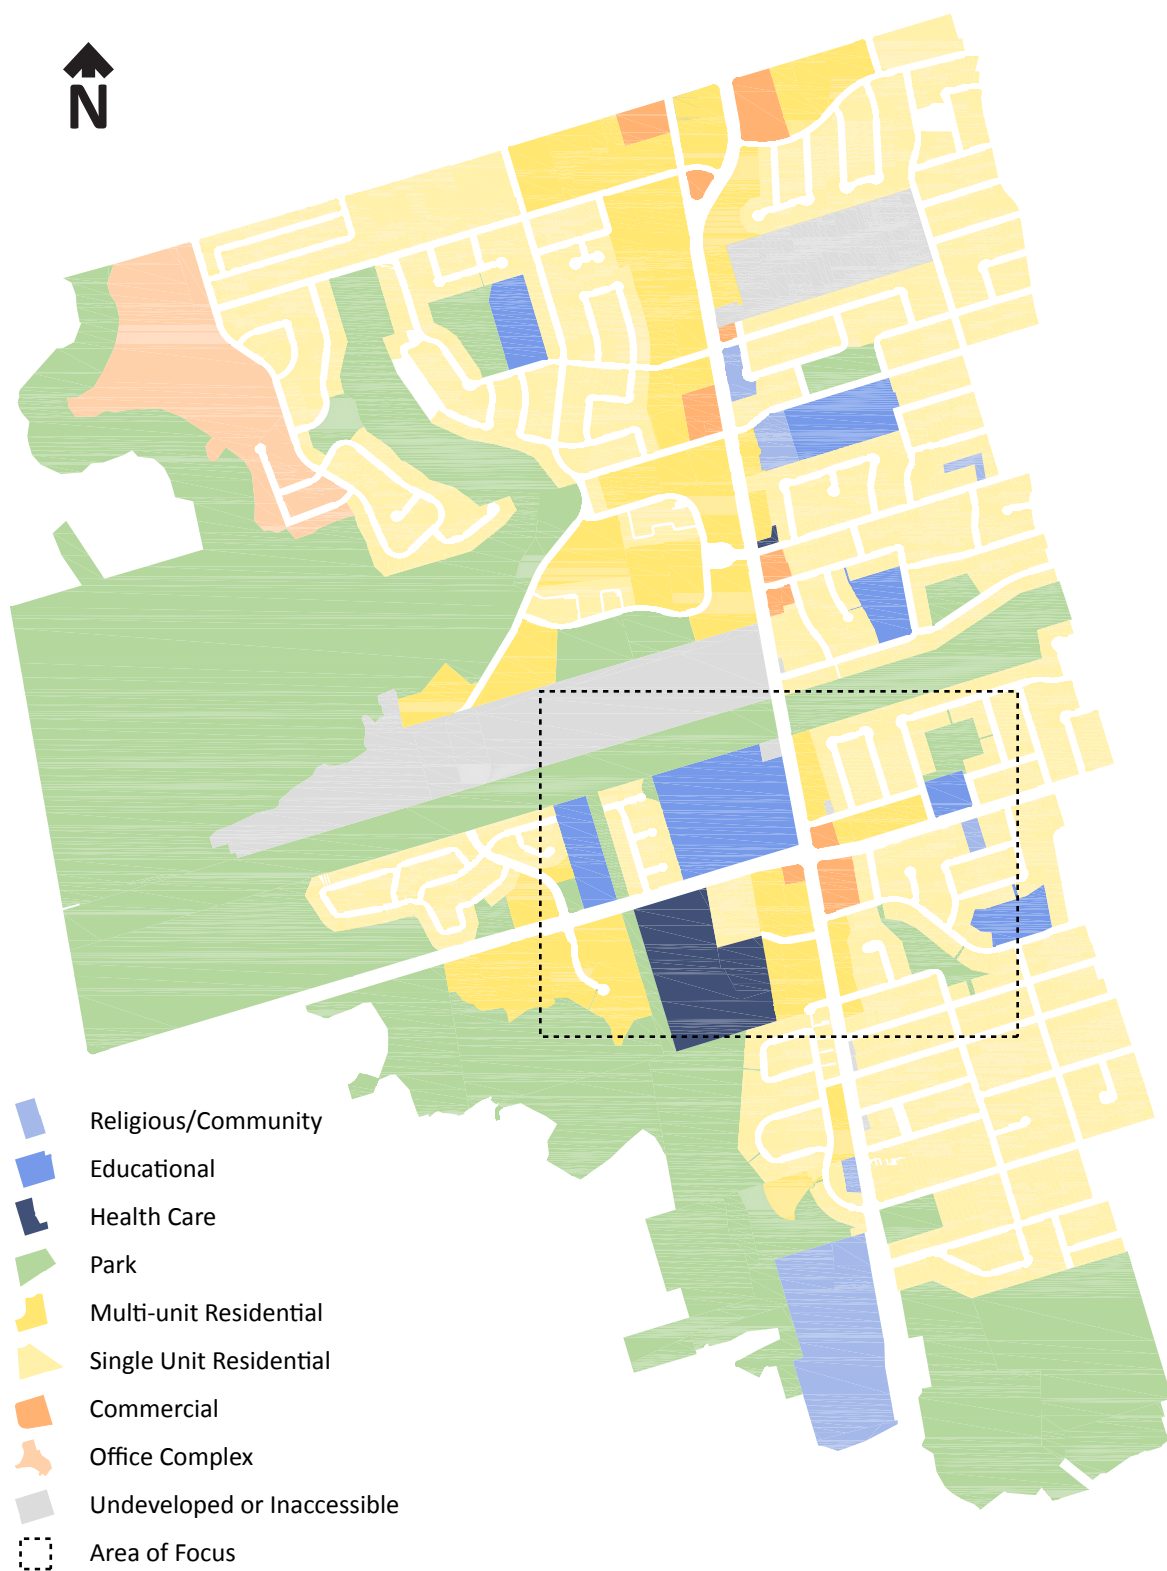 N
Religious/Community
Educational
Health Care
Park
Multi-unit Residential
Single Unit Residential
Commercial
Office Complex
Undeveloped or Inaccessible
Area of Focus